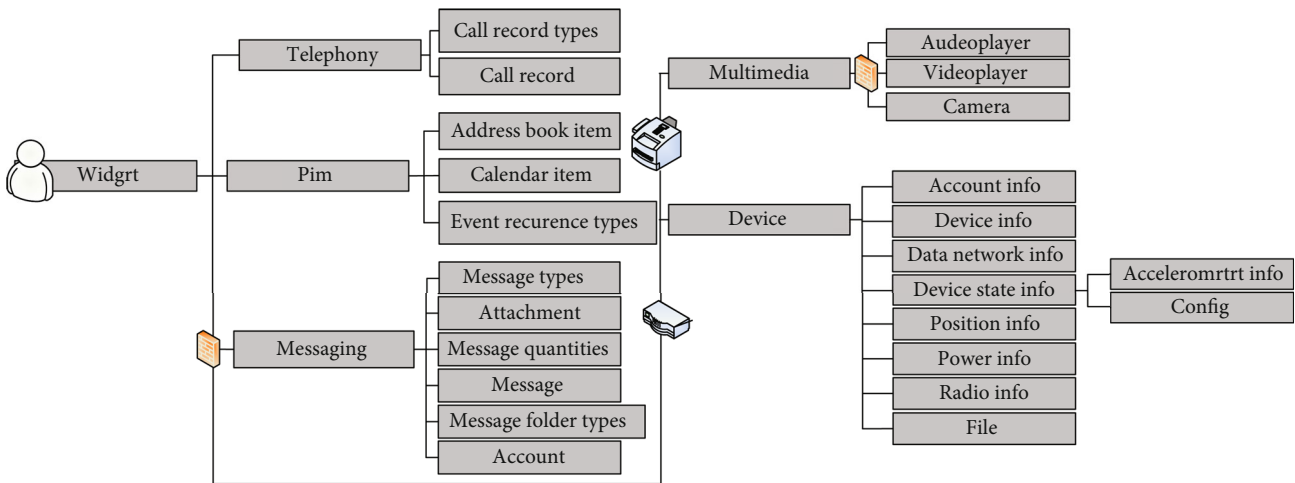 Widgrt
Telephony
Call record types
Call record
Pim
Address book item
Calendar item
Event recurence types
Messaging
Message types
Attachment
Message quantities
Message
Message folder types
Account
Multimedia
Audeoplayer
Videoplayer
Camera
Device
Account info
Device info
Data network info
Device state info
Acceleromrtrt info
Config
Position info
Power info
Radio info
File